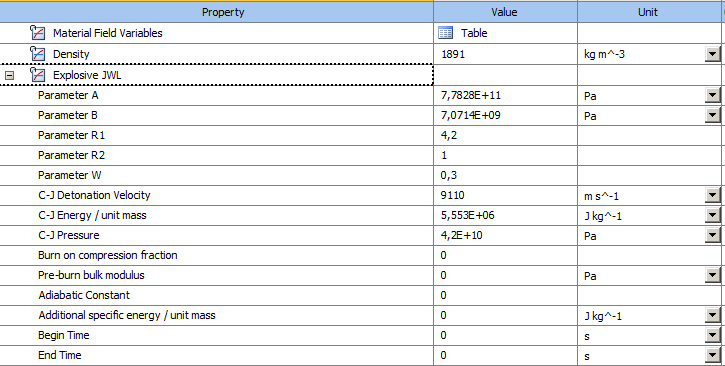 Property Value Unit
Material Field Variables Table
Density 1891 kg m^-3
Explosive JWL
Parameter A 7,7828E+11 Pa
Parameter B 7,0714E+09 Pa
Parameter R1 4,2
Parameter R2 1
Parameter W 0,3
C-J Detonation Velocity 9110 m s^-1
C-J Energy / unit mass 5,553E+06 J kg^-1
C-J Pressure 4,2E+10 Pa
Burn on compression fraction 0
Pre-burn bulk modulus 0 Pa
Adiabatic Constant 0
Additional specific energy / unit mass 0 J kg^-1
Begin Time 0 s
End Time 0 s